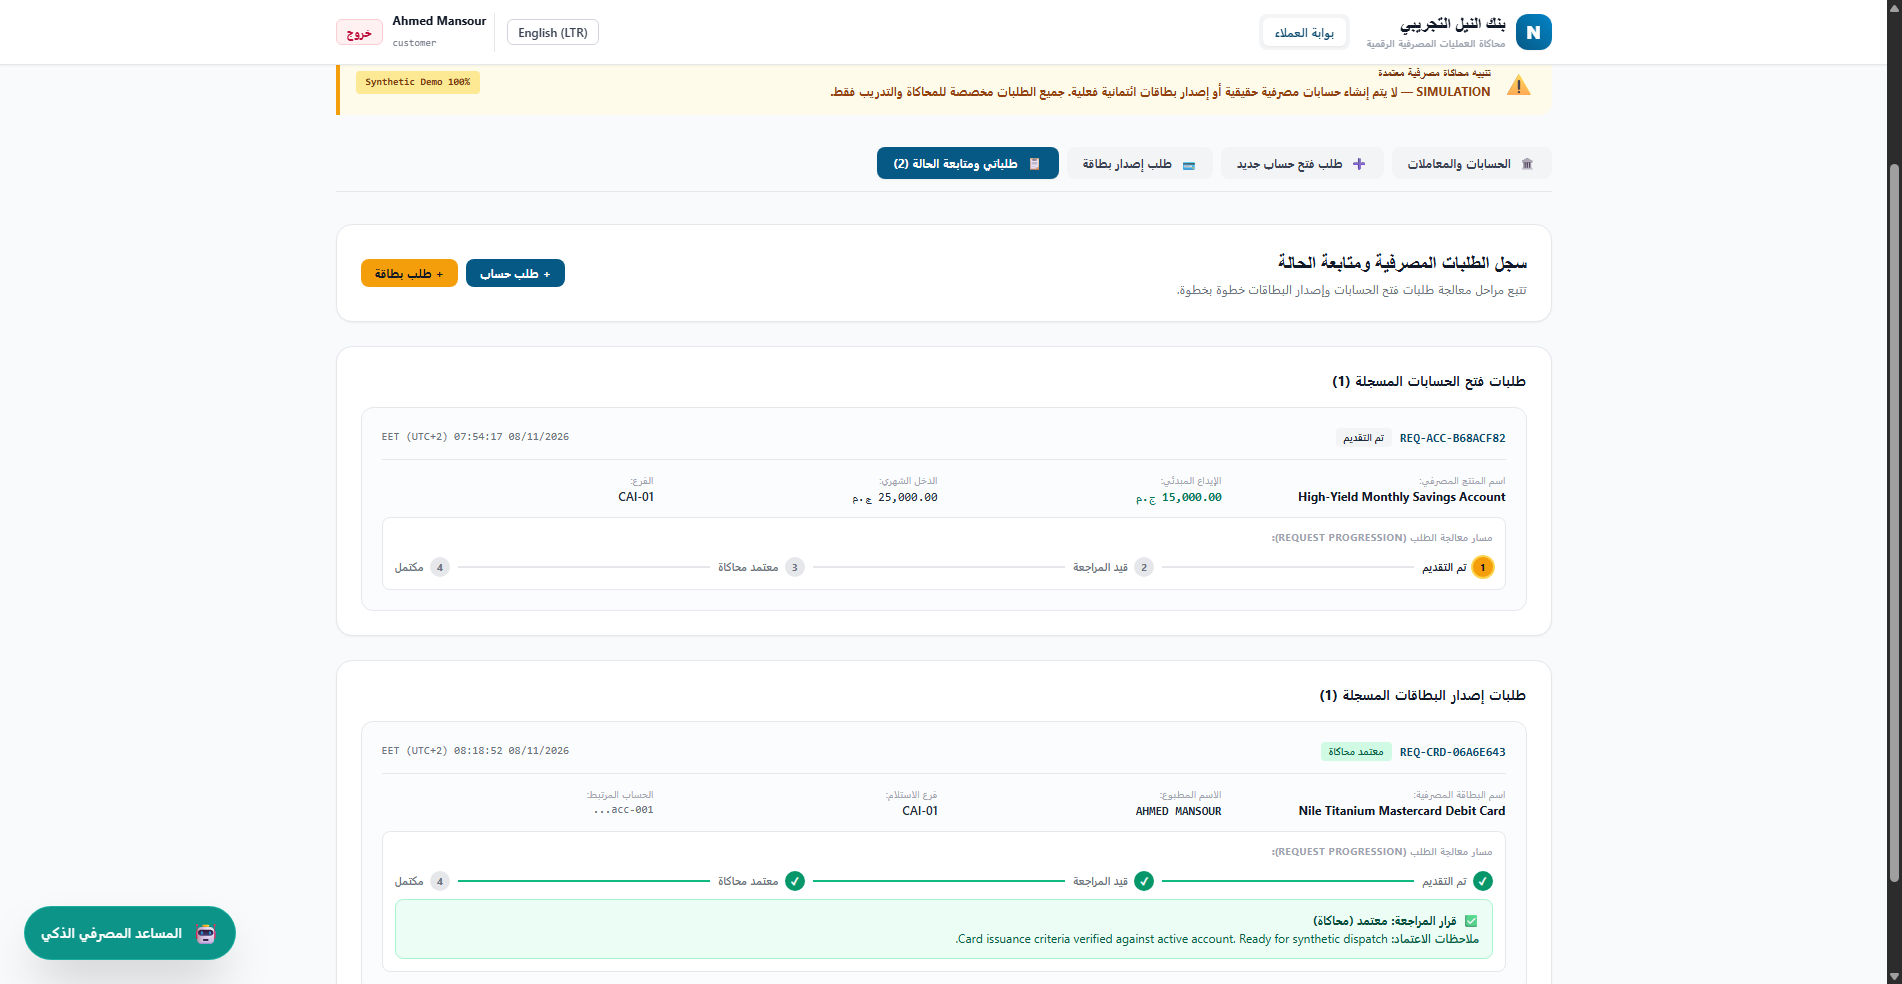 بنك النيل التجريبي
محاكاة العمليات المصرفية الرقمية
N
بوابة العملاء
English (LTR)
Ahmed Mansour
customer
خروج
تنبيه محاكاة مصرفية معتمدة
SIMULATION — لا يتم إنشاء حسابات مصرفية حقيقية أو إصدار بطاقات ائتمانية فعلية. جميع الطلبات مخصصة للمحاكاة والتدريب فقط.
Synthetic Demo 100%
الحسابات والمعاملات
طلب فتح حساب جديد
طلب إصدار بطاقة
طلباتي ومتابعة الحالة (2)
سجل الطلبات المصرفية ومتابعة الحالة
تتبع مراحل معالجة طلبات فتح الحسابات وإصدار البطاقات خطوة بخطوة.
+ طلب حساب
+ طلب بطاقة
طلبات فتح الحسابات المسجلة (1)
REQ-ACC-B68ACF82
تم التقديم
EET (UTC+2) 07:54:17 08/11/2026
اسم المنتج المصرفي:
High-Yield Monthly Savings Account
الإيداع المبدئي:
15,000.00 ج.م
الدخل الشهري:
25,000.00 ج.م
الفرع:
CAI-01
مسار معالجة الطلب (REQUEST PROGRESSION):
1 تم التقديم
2 قيد المراجعة
3 معتمد محاكاة
4 مكتمل
طلبات إصدار البطاقات المسجلة (1)
REQ-CRD-06A6E643
معتمد محاكاة
EET (UTC+2) 08:18:52 08/11/2026
اسم البطاقة المصرفية:
Nile Titanium Mastercard Debit Card
الاسم المطبوع:
AHMED MANSOUR
فرع الاستلام:
CAI-01
الحساب المرتبط:
...acc-001
مسار معالجة الطلب (REQUEST PROGRESSION):
✓ تم التقديم
✓ قيد المراجعة
✓ معتمد محاكاة
4 مكتمل
✅ قرار المراجعة: معتمد (محاكاة)
ملاحظات الاعتماد: Card issuance criteria verified against active account. Ready for synthetic dispatch.
المساعد المصرفي الذكي